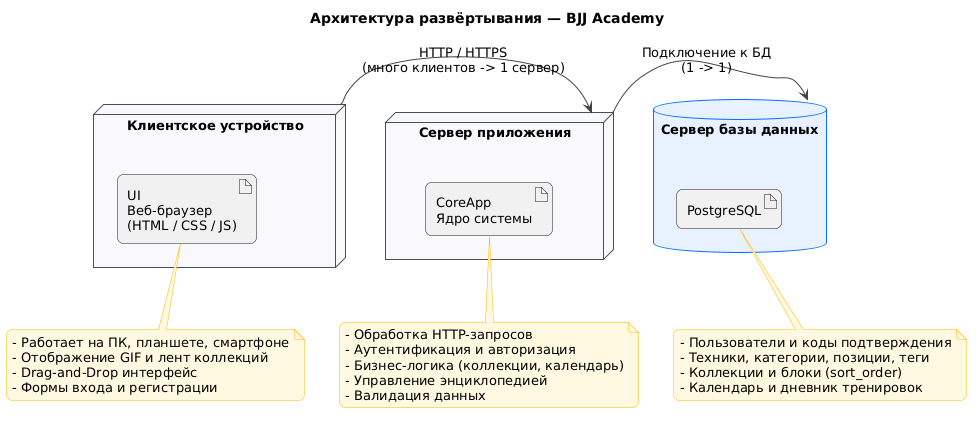 Архитектура развёртывания — BJJ Academy
HTTP / HTTPS
(много клиентов -> 1 сервер)
Подключение к БД
(1 -> 1)
Клиентское устройство
UI
Веб-браузер
(HTML / CSS / JS)
Сервер приложения
CoreApp
Ядро системы
Сервер базы данных
PostgreSQL
- Работает на ПК, планшете, смартфоне
- Отображение GIF и лент коллекций
- Drag-and-Drop интерфейс
- Формы входа и регистрации
- Обработка HTTP-запросов
- Аутентификация и авторизация
- Бизнес-логика (коллекции, календарь)
- Управление энциклопедией
- Валидация данных
- Пользователи и коды подтверждения
- Техники, категории, позиции, теги
- Коллекции и блоки (sort_order)
- Календарь и дневник тренировок